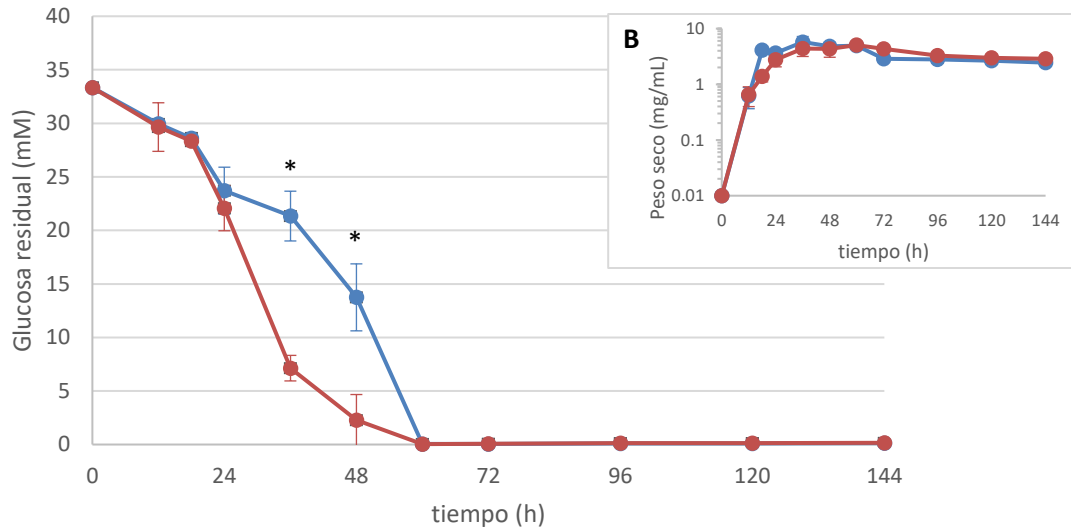 40
35
30
25
20
15
10
5
0
Glucosa residual (mM)
*
*
0 24 48 72 96 120 144
tiempo (h)
B
10
1
0.1
0.01
Peso seco (mg/mL)
0 24 48 72 96 120 144
tiempo (h)